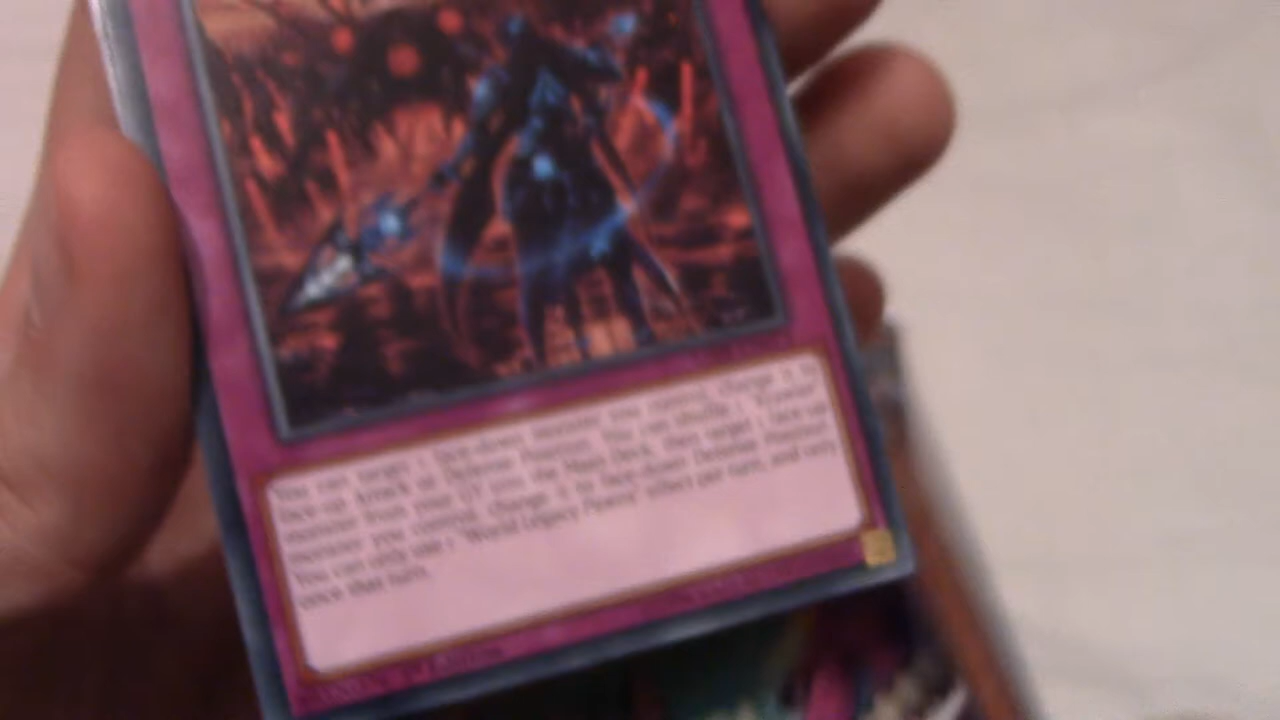 You can target 1 face-down monster you control; change it to
face-up Attack or Defense Position. You can shuffle 1 "Krawler"
monster from your GY into the Main Deck, then target 1 face-up
monster you control; change it to face-down Defense Position.
You can only use 1 "World Legacy Pawns" effect per turn, and only
once that turn.